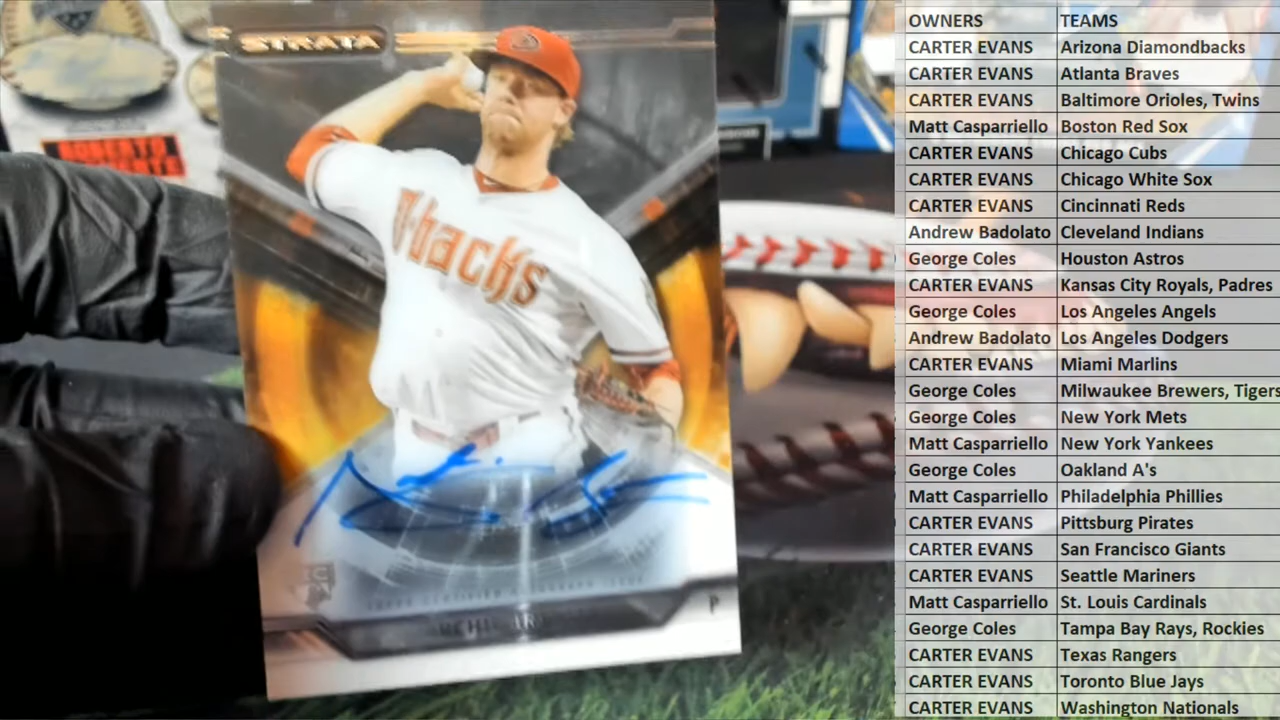 STRATA
ROBERTO
D-backs
TOPPS CERTIFIED AUTOGRAPH ISSUE
P
OWNERS TEAMS
CARTER EVANS Arizona Diamondbacks
CARTER EVANS Atlanta Braves
CARTER EVANS Baltimore Orioles, Twins
Matt Casparriello Boston Red Sox
CARTER EVANS Chicago Cubs
CARTER EVANS Chicago White Sox
CARTER EVANS Cincinnati Reds
Andrew Badolato Cleveland Indians
George Coles Houston Astros
CARTER EVANS Kansas City Royals, Padres
George Coles Los Angeles Angels
Andrew Badolato Los Angeles Dodgers
CARTER EVANS Miami Marlins
George Coles Milwaukee Brewers, Tigers
George Coles New York Mets
Matt Casparriello New York Yankees
George Coles Oakland A's
Matt Casparriello Philadelphia Phillies
CARTER EVANS Pittsburg Pirates
CARTER EVANS San Francisco Giants
CARTER EVANS Seattle Mariners
Matt Casparriello St. Louis Cardinals
George Coles Tampa Bay Rays, Rockies
CARTER EVANS Texas Rangers
CARTER EVANS Toronto Blue Jays
CARTER EVANS Washington Nationals